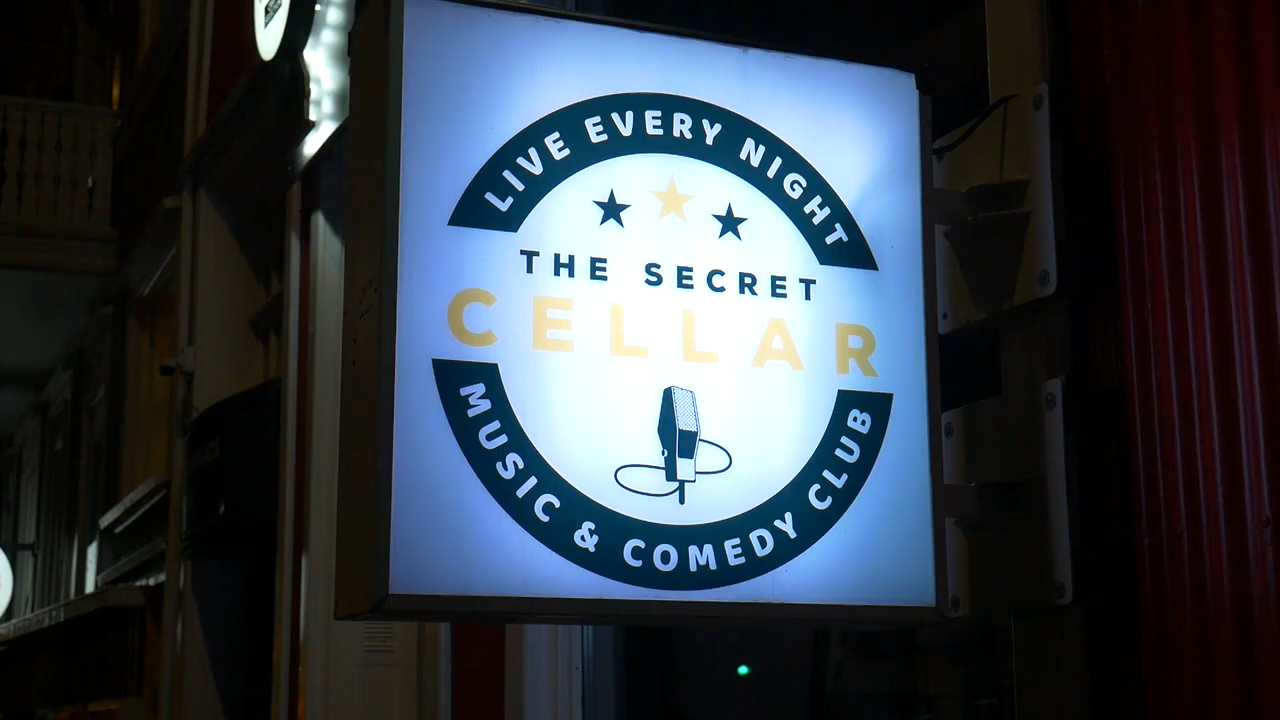 LIVE EVERY NIGHT
THE SECRET
CELLAR
MUSIC & COMEDY CLUB